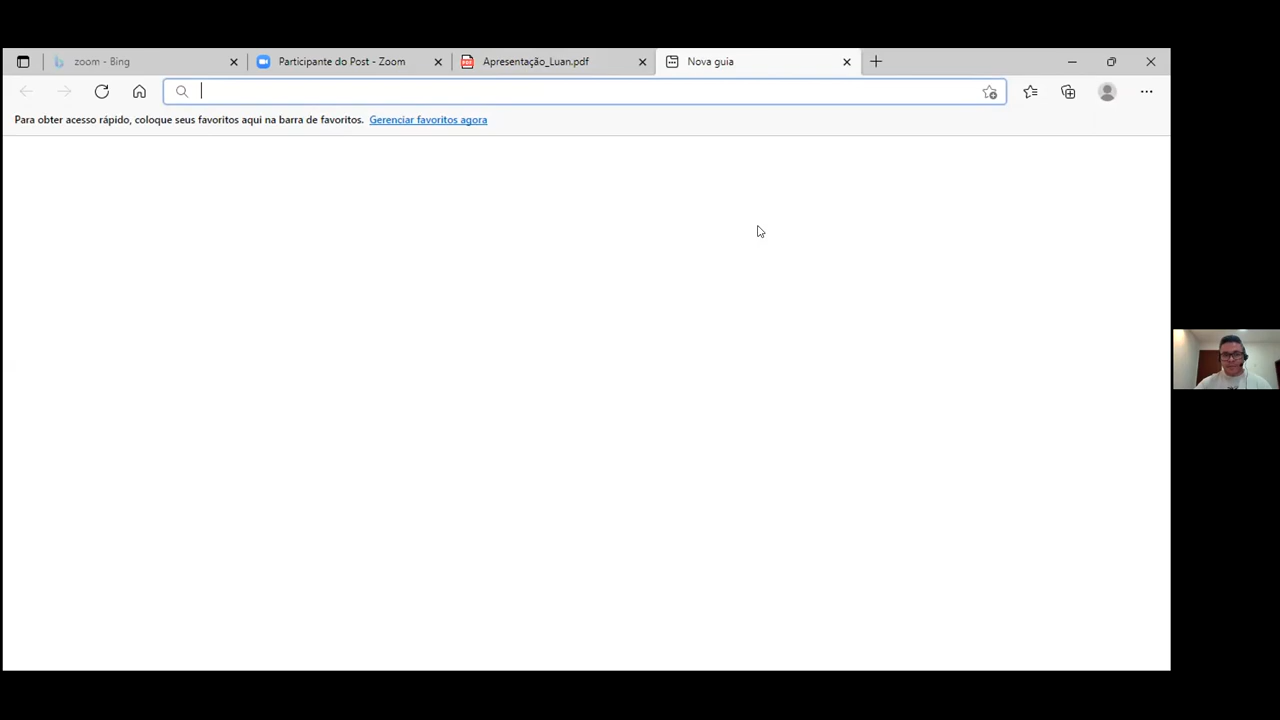 zoom - Bing
Participante do Post - Zoom
Apresentação_Luan.pdf
Nova guia
Para obter acesso rápido, coloque seus favoritos aqui na barra de favoritos. Gerenciar favoritos agora